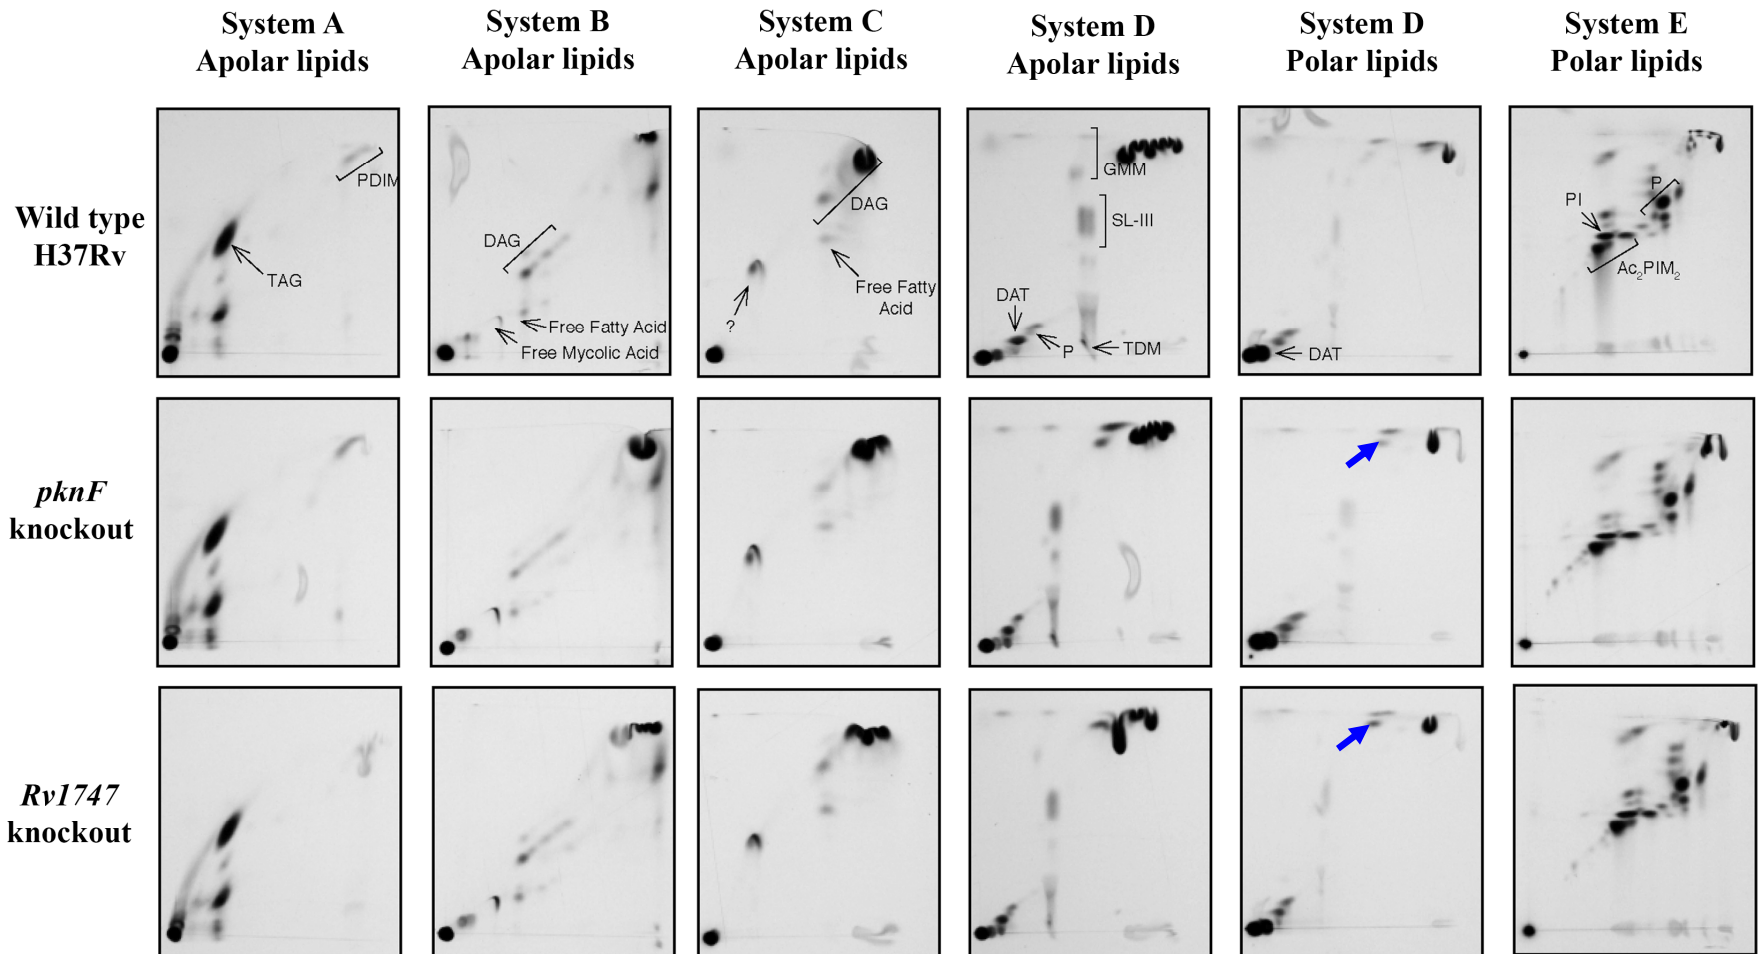 System A
Apolar lipids
System B
Apolar lipids
System C
Apolar lipids
System D
Apolar lipids
System D
Polar lipids
System E
Polar lipids
Wild type
H37Rv
PDIM
TAG
DAG
Free Fatty Acid
Free Mycolic Acid
DAG
Free Fatty
Acid
?
GMM
SL-III
DAT
P
TDM
DAT
P
PI
Ac₂PIM₂
pknF
knockout
Rv1747
knockout